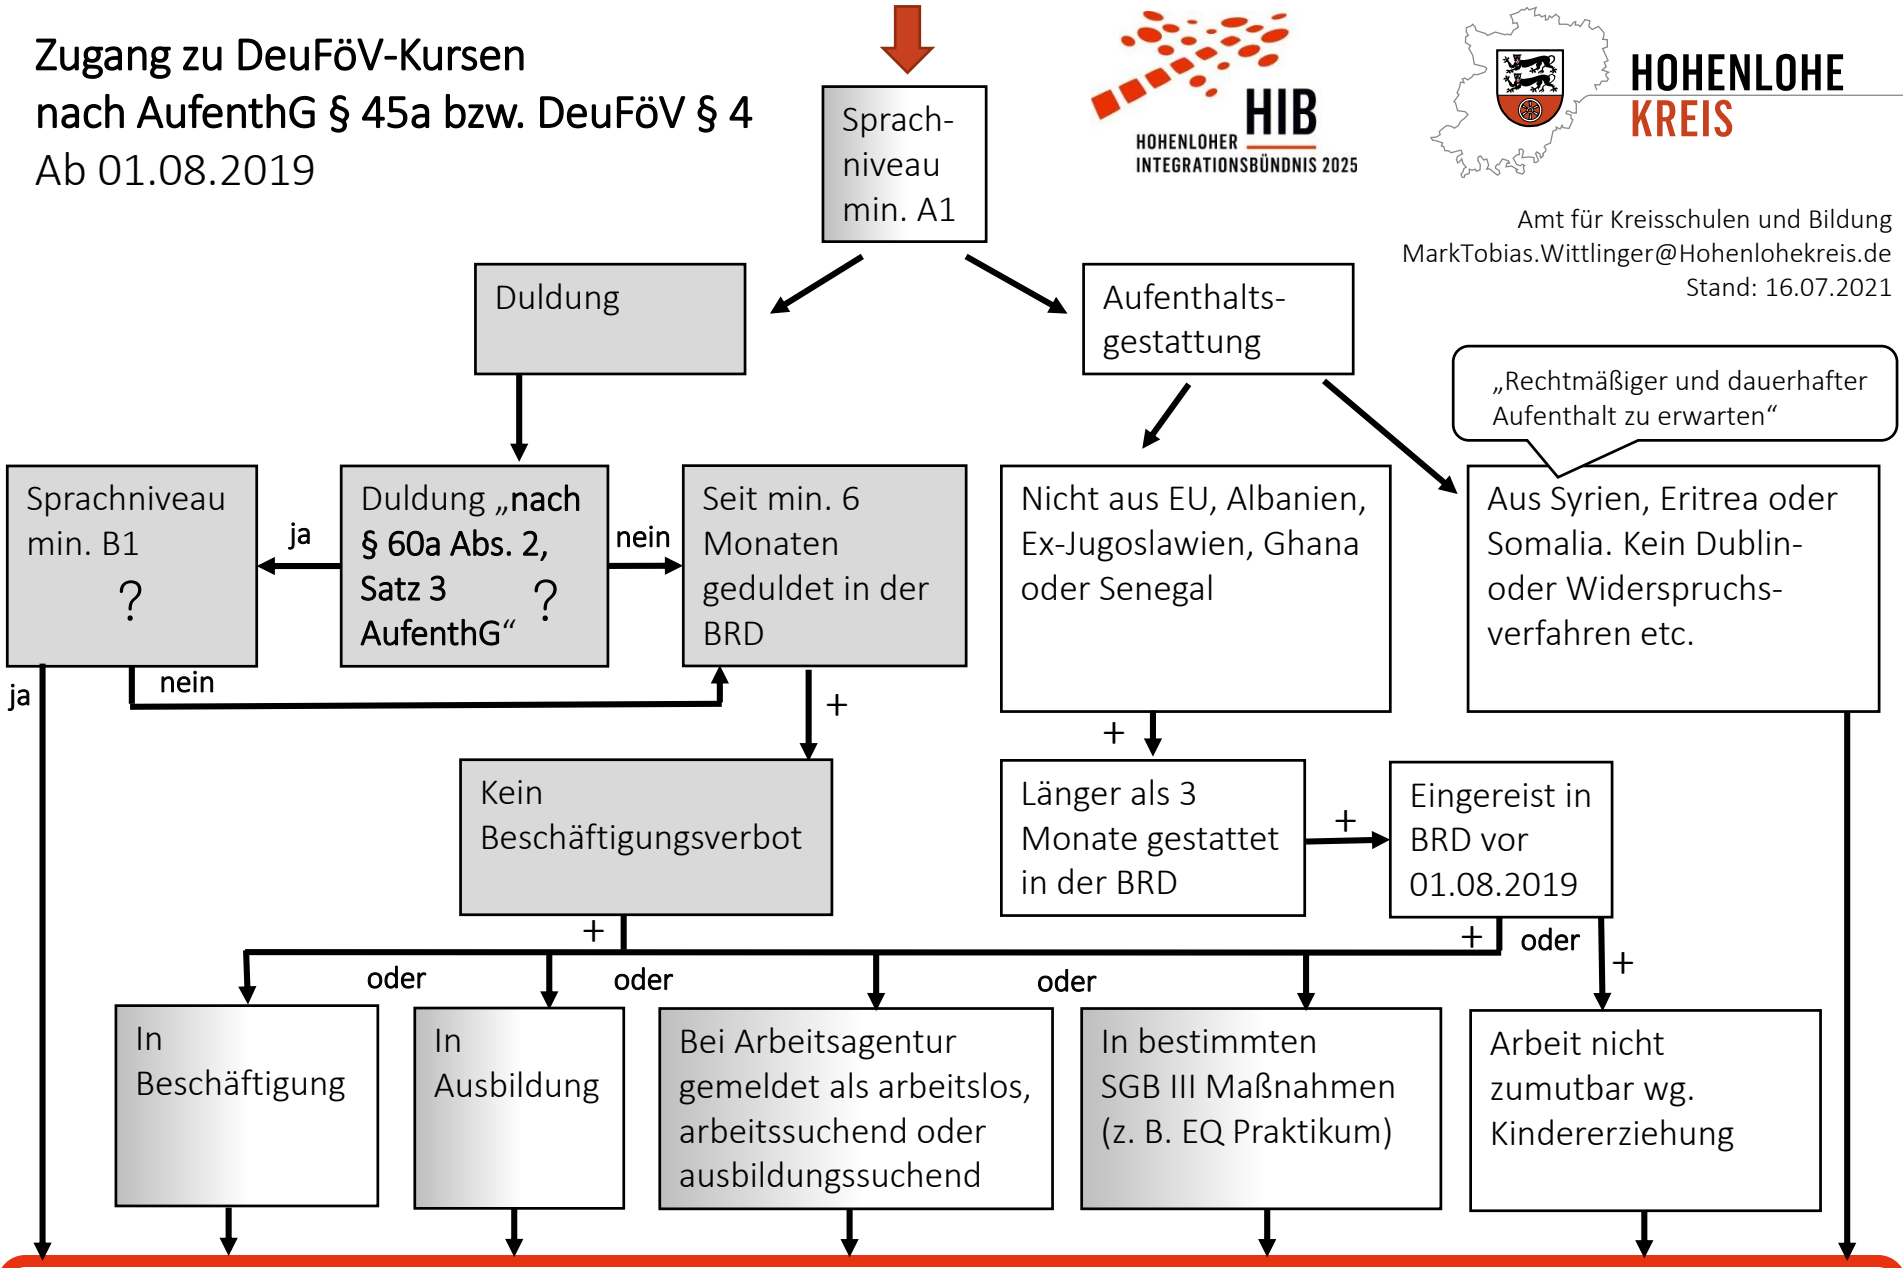 Zugang zu DeuFöV-Kursen
nach AufenthG § 45a bzw. DeuFöV § 4
Ab 01.08.2019
Sprach-
niveau
min. A1
HIB
HOHENLOHER
INTEGRATIONSBÜNDNIS 2025
HOHENLOHE
KREIS
Amt für Kreisschulen und Bildung
MarkTobias.Wittlinger@Hohenlohekreis.de
Stand: 16.07.2021
Duldung
Aufenthalts-
gestattung
„Rechtmäßiger und dauerhafter
Aufenthalt zu erwarten“
Sprachniveau
min. B1
?
ja
Duldung „nach
§ 60a Abs. 2,
Satz 3
AufenthG“
?
nein
Seit min. 6
Monaten
geduldet in der
BRD
Nicht aus EU, Albanien,
Ex-Jugoslawien, Ghana
oder Senegal
Aus Syrien, Eritrea oder
Somalia. Kein Dublin-
oder Widerspruchs-
verfahren etc.
ja
nein
+
+
Kein
Beschäftigungsverbot
Länger als 3
Monate gestattet
in der BRD
+
Eingereist in
BRD vor
01.08.2019
+
+
oder
+
oder
oder
oder
In
Beschäftigung
In
Ausbildung
Bei Arbeitsagentur
gemeldet als arbeitslos,
arbeitssuchend oder
ausbildungssuchend
In bestimmten
SGB III Maßnahmen
(z. B. EQ Praktikum)
Arbeit nicht
zumutbar wg.
Kindererziehung